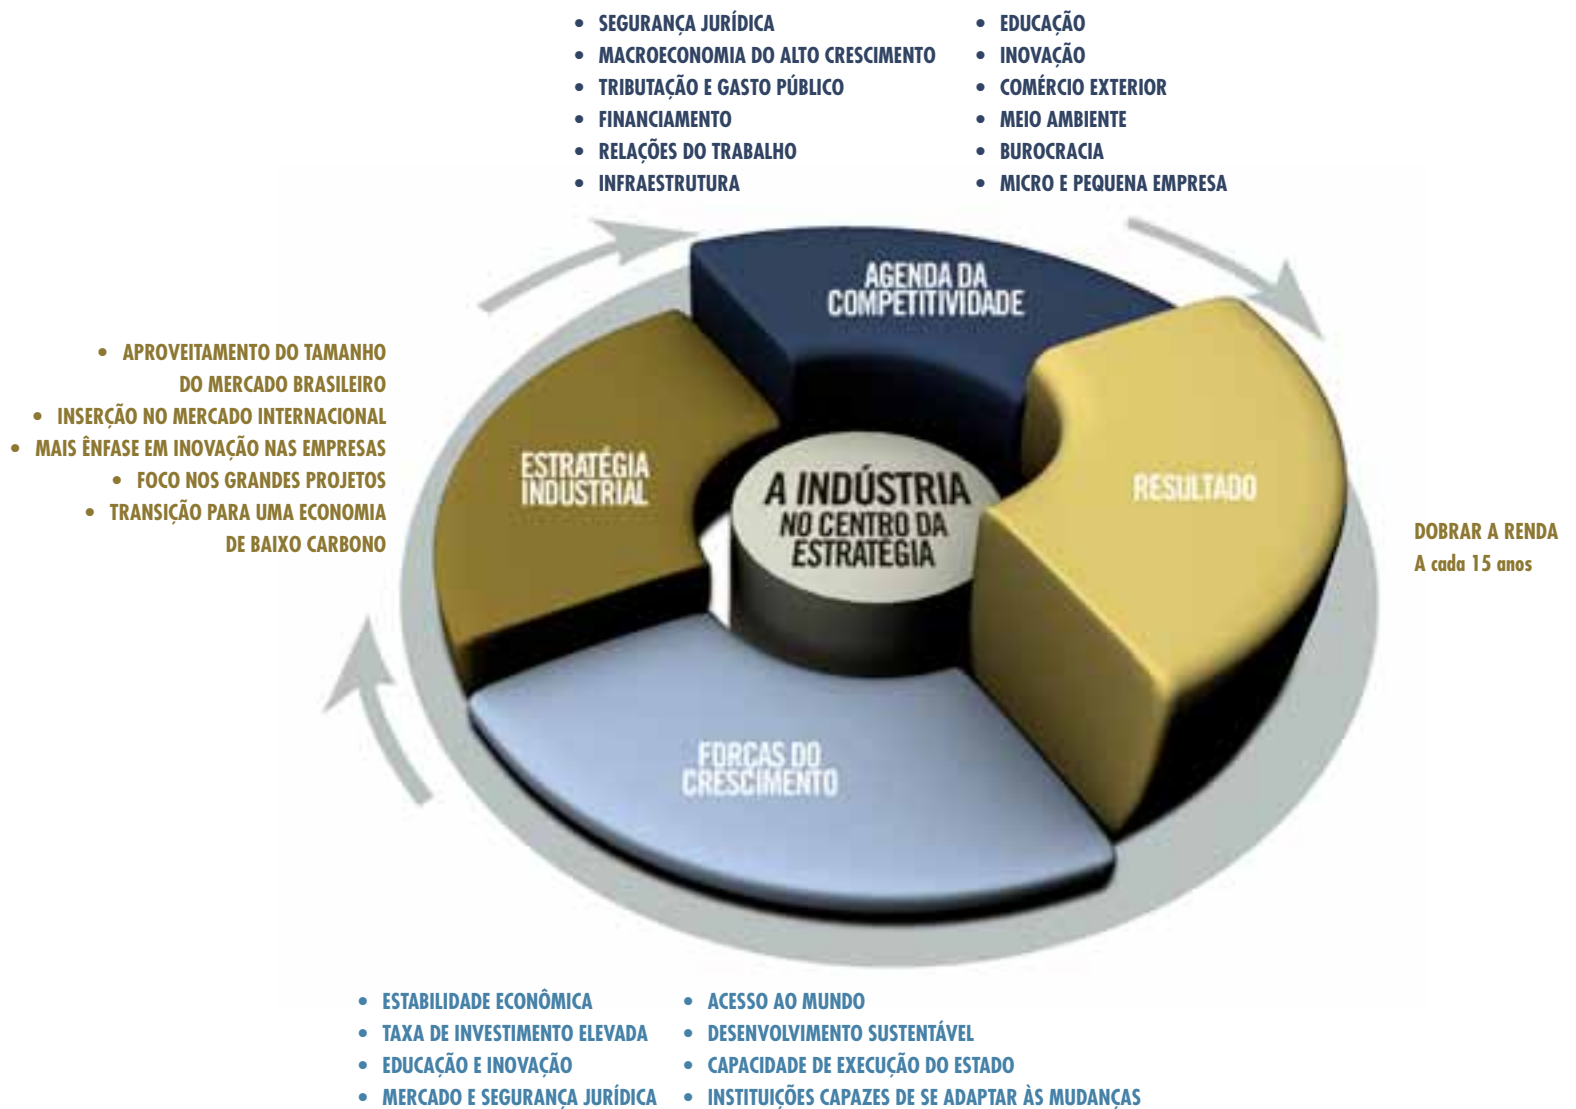 • SEGURANÇA JURÍDICA
• MACROECONOMIA DO ALTO CRESCIMENTO
• TRIBUTAÇÃO E GASTO PÚBLICO
• FINANCIAMENTO
• RELAÇÕES DO TRABALHO
• INFRAESTRUTURA
• EDUCAÇÃO
• INOVAÇÃO
• COMÉRCIO EXTERIOR
• MEIO AMBIENTE
• BUROCRACIA
• MICRO E PEQUENA EMPRESA
AGENDA DA
COMPETITIVIDADE
• APROVEITAMENTO DO TAMANHO
DO MERCADO BRASILEIRO
• INSERÇÃO NO MERCADO INTERNACIONAL
• MAIS ÊNFASE EM INOVAÇÃO NAS EMPRESAS
• FOCO NOS GRANDES PROJETOS
• TRANSIÇÃO PARA UMA ECONOMIA
DE BAIXO CARBONO
ESTRATÉGIA
INDUSTRIAL
A INDÚSTRIA
NO CENTRO DA
ESTRATÉGIA
RESULTADO
DOBRAR A RENDA
A cada 15 anos
FORÇAS DO
CRESCIMENTO
• ESTABILIDADE ECONÔMICA
• TAXA DE INVESTIMENTO ELEVADA
• EDUCAÇÃO E INOVAÇÃO
• MERCADO E SEGURANÇA JURÍDICA
• ACESSO AO MUNDO
• DESENVOLVIMENTO SUSTENTÁVEL
• CAPACIDADE DE EXECUÇÃO DO ESTADO
• INSTITUIÇÕES CAPAZES DE SE ADAPTAR ÀS MUDANÇAS